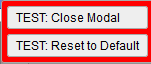 TEST: Close Modal
TEST: Reset to Default